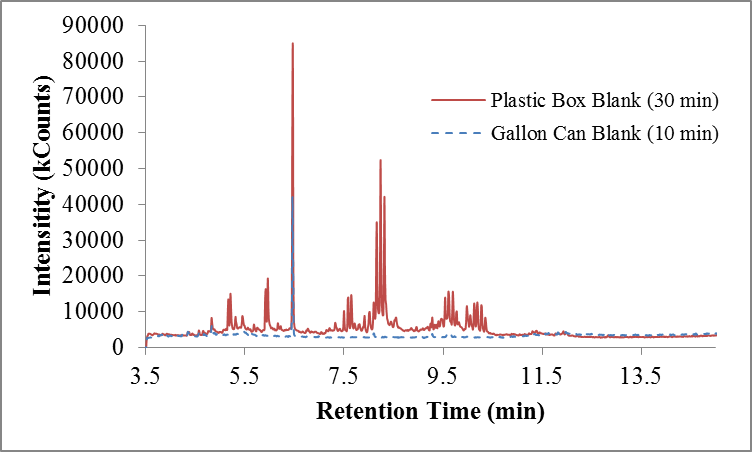 90000
80000
70000
60000
50000
40000
30000
20000
10000
0
Intensitity (kCounts)
Plastic Box Blank (30 min)
Gallon Can Blank (10 min)
3.5 5.5 7.5 9.5 11.5 13.5
Retention Time (min)